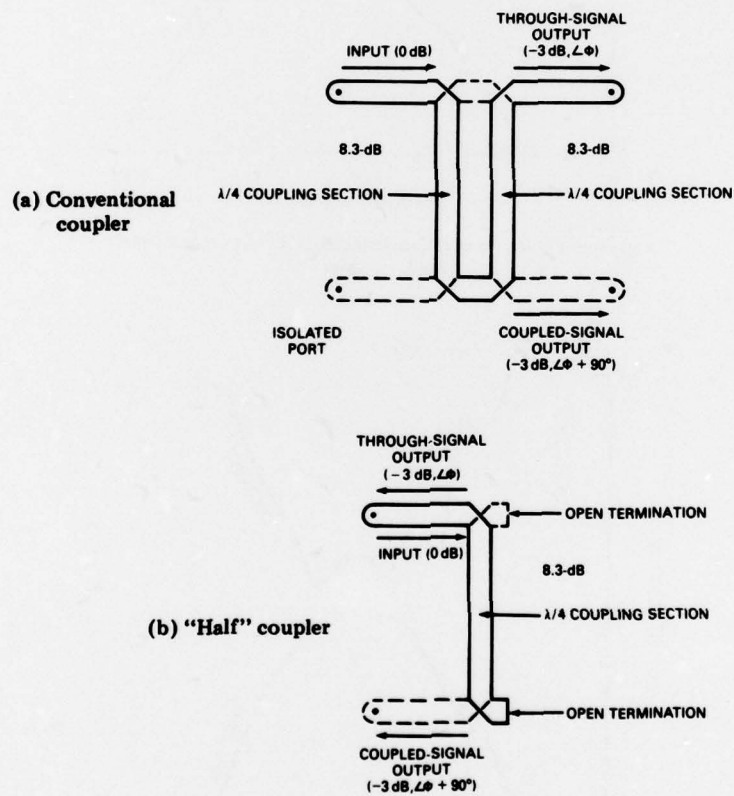 THROUGH-SIGNAL
OUTPUT
(−3 dB, ∠Φ)
INPUT (0 dB)
8.3-dB
8.3-dB
(a) Conventional
coupler
λ/4 COUPLING SECTION
λ/4 COUPLING SECTION
ISOLATED
PORT
COUPLED-SIGNAL
OUTPUT
(−3 dB, ∠Φ + 90°)
THROUGH-SIGNAL
OUTPUT
(−3 dB, ∠Φ)
OPEN TERMINATION
INPUT (0 dB)
8.3-dB
(b) “Half” coupler
λ/4 COUPLING SECTION
OPEN TERMINATION
COUPLED-SIGNAL
OUTPUT
(−3 dB, ∠Φ + 90°)